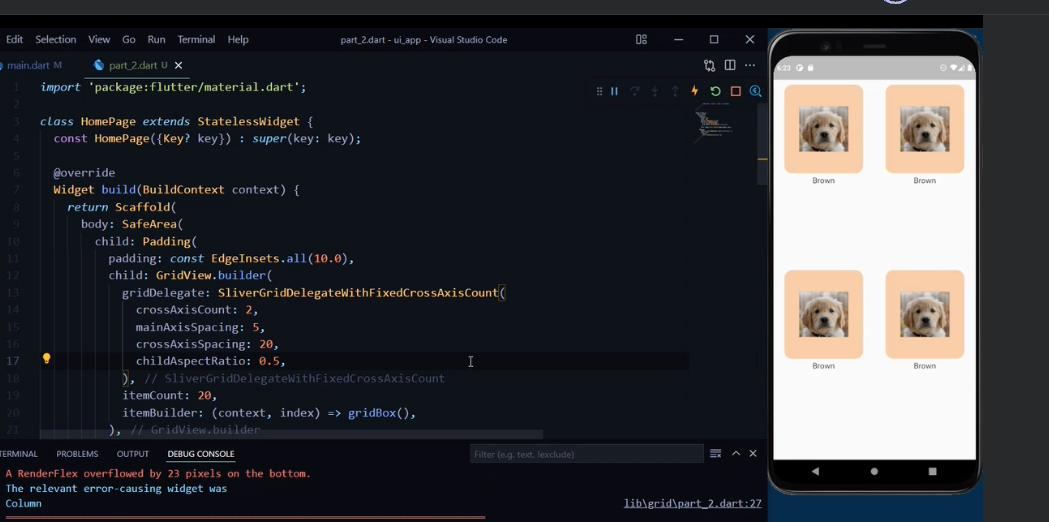 Edit Selection View Go Run Terminal Help part_2.dart - ui_app - Visual Studio Code
main.dart M part_2.dart U
1 import 'package:flutter/material.dart';
2
3 class HomePage extends StatelessWidget {
4 const HomePage({Key? key}) : super(key: key);
5
6 @override
7 Widget build(BuildContext context) {
8 return Scaffold(
9 body: SafeArea(
10 child: Padding(
11 padding: const EdgeInsets.all(10.0),
12 child: GridView.builder(
13 gridDelegate: SliverGridDelegateWithFixedCrossAxisCount(
14 crossAxisCount: 2,
15 mainAxisSpacing: 5,
16 crossAxisSpacing: 20,
17 childAspectRatio: 0.5,
18 ), // SliverGridDelegateWithFixedCrossAxisCount
19 itemCount: 20,
20 itemBuilder: (context, index) => gridBox(),
21 ), // GridView.builder
TERMINAL PROBLEMS OUTPUT DEBUG CONSOLE Filter (e.g. text, !exclude)
A RenderFlex overflowed by 23 pixels on the bottom.
The relevant error-causing widget was
Column lib\grid\part_2.dart:27
6:23
Brown Brown
Brown Brown